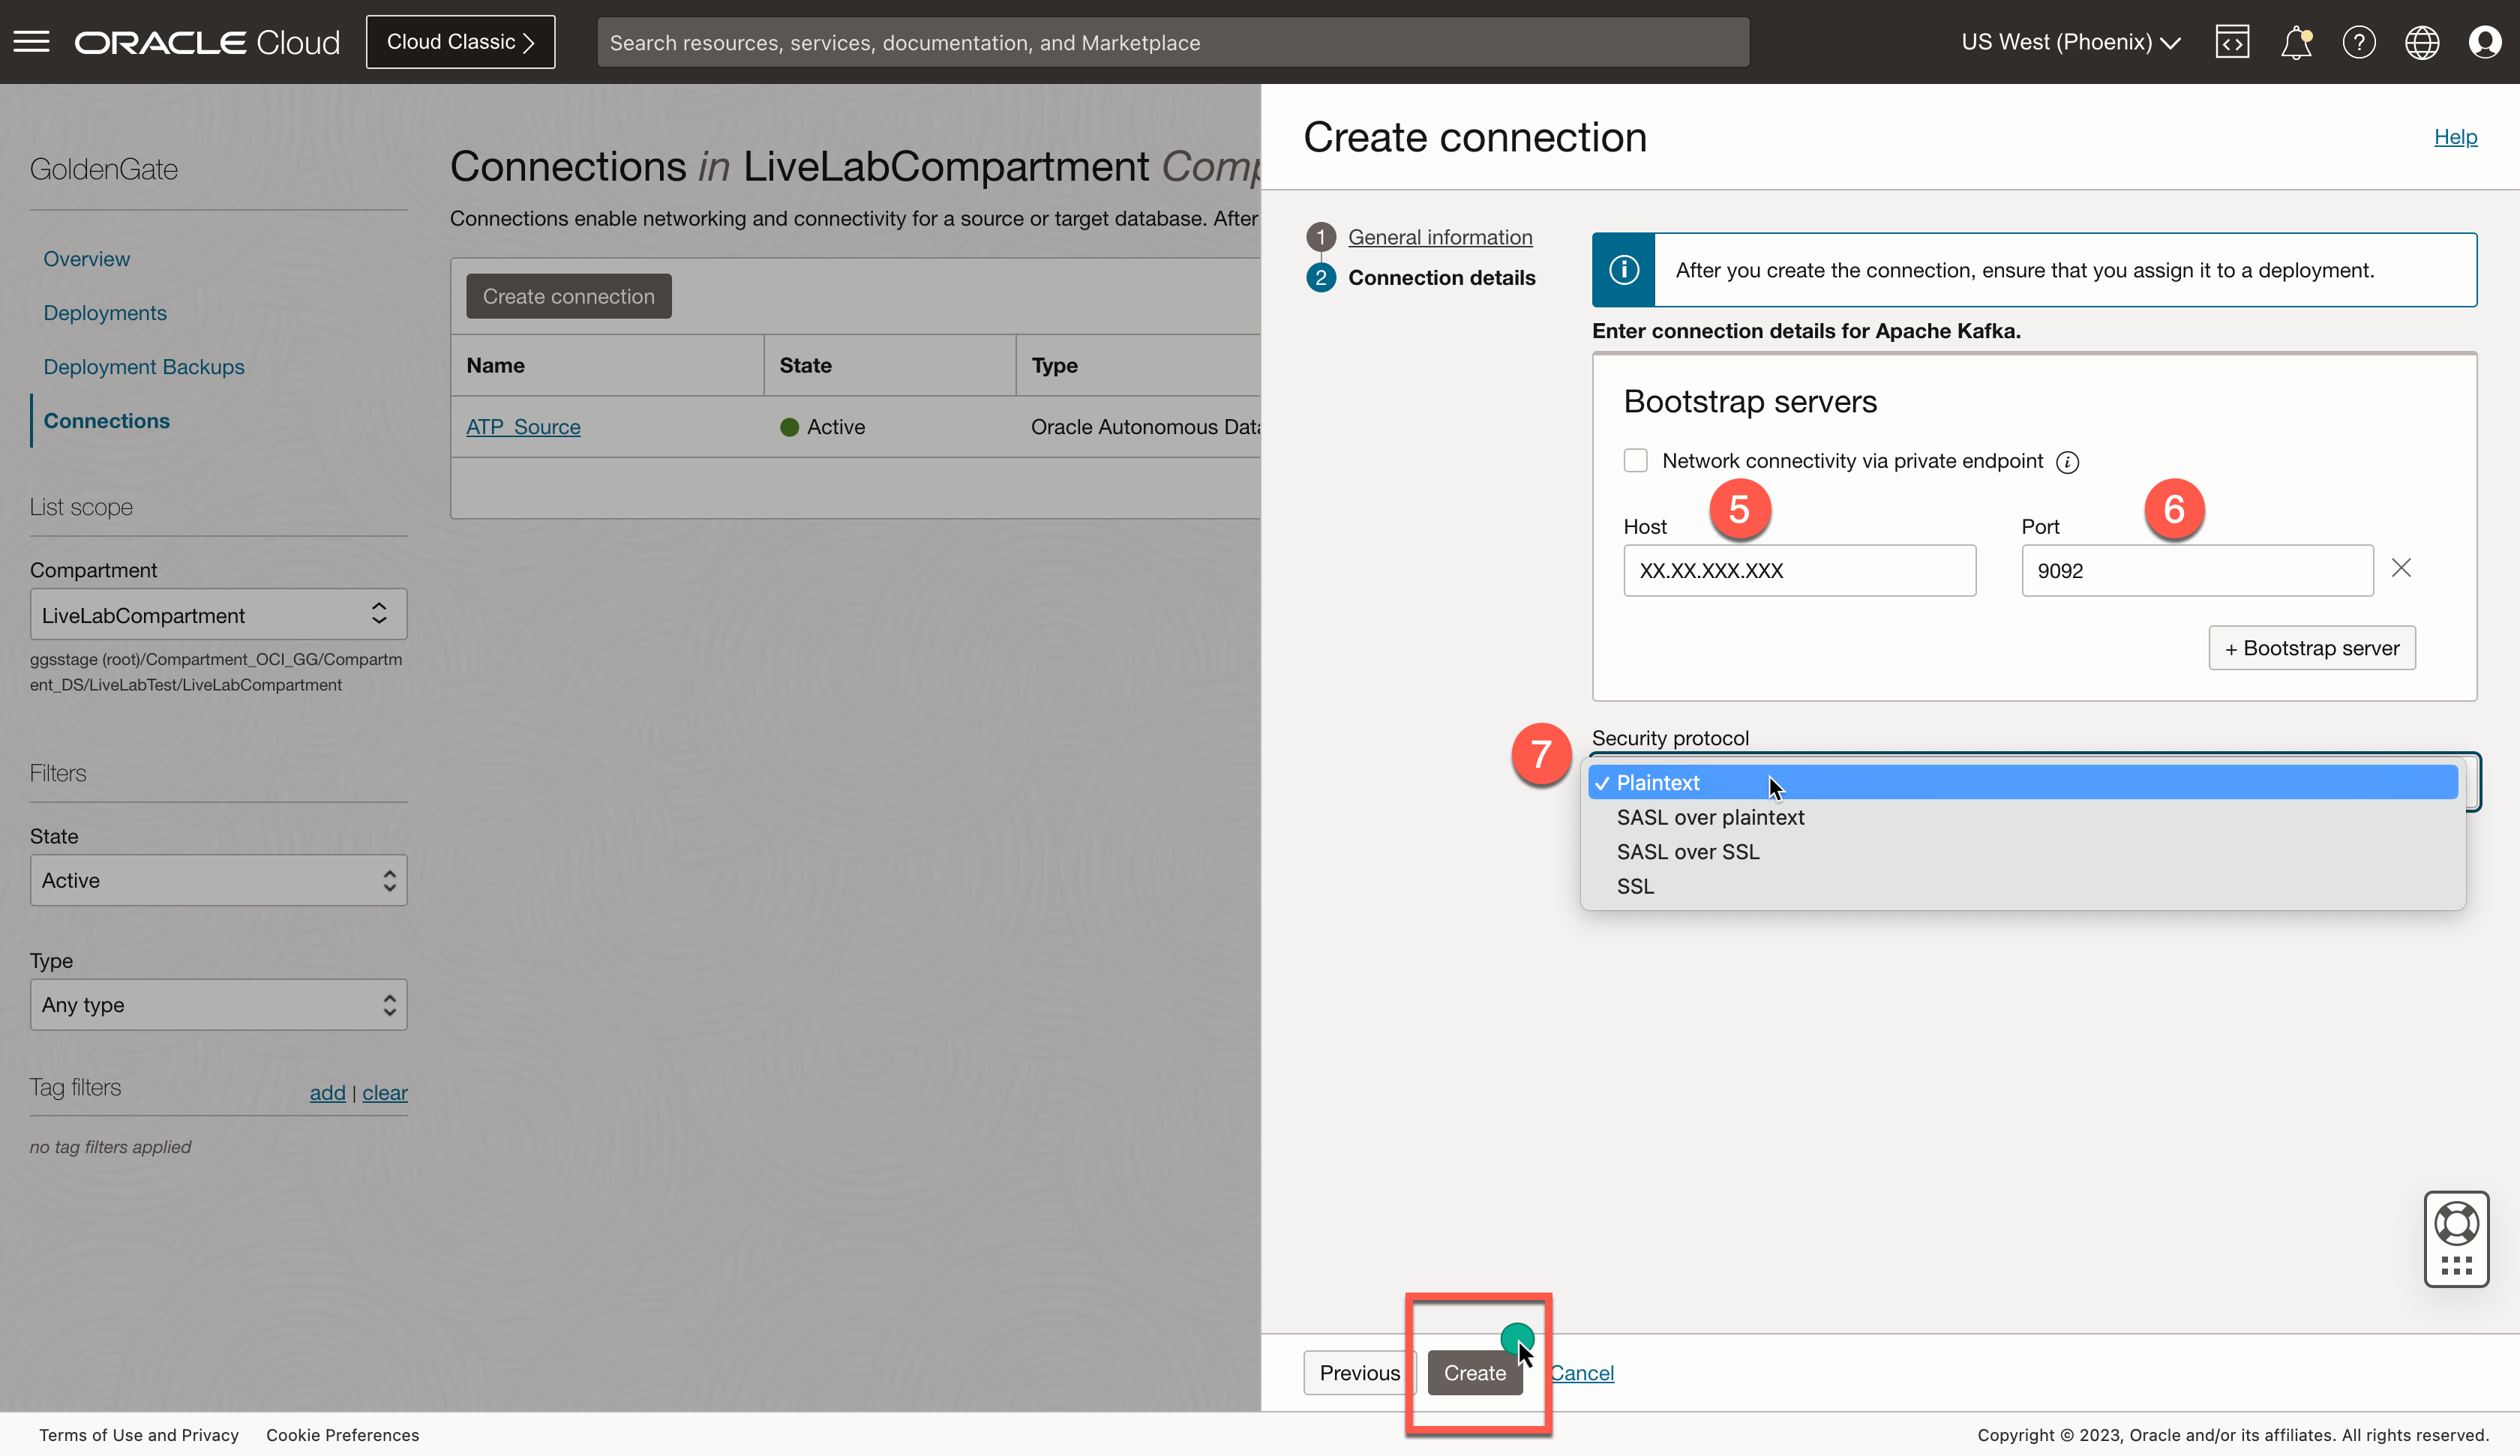 ORACLE Cloud
Cloud Classic
Search resources, services, documentation, and Marketplace
US West (Phoenix)
GoldenGate
Overview
Deployments
Deployment Backups
Connections
List scope
Compartment
LiveLabCompartment
ggsstage (root)/Compartment_OCI_GG/Compartm
ent_DS/LiveLabTest/LiveLabCompartment
Filters
State
Active
Type
Any type
Tag filters
add | clear
no tag filters applied
Connections in LiveLabCompartment Comp
Connections enable networking and connectivity for a source or target database. After
Create connection
Name State Type
ATP_Source Active Oracle Autonomous Data
Create connection
Help
1 General information
2 Connection details
After you create the connection, ensure that you assign it to a deployment.
Enter connection details for Apache Kafka.
Bootstrap servers
Network connectivity via private endpoint
5
6
Host
Port
XX.XX.XXX.XXX
9092
+ Bootstrap server
7
Security protocol
✓ Plaintext
SASL over plaintext
SASL over SSL
SSL
Previous
Create
Cancel
Terms of Use and Privacy
Cookie Preferences
Copyright © 2023, Oracle and/or its affiliates. All rights reserved.